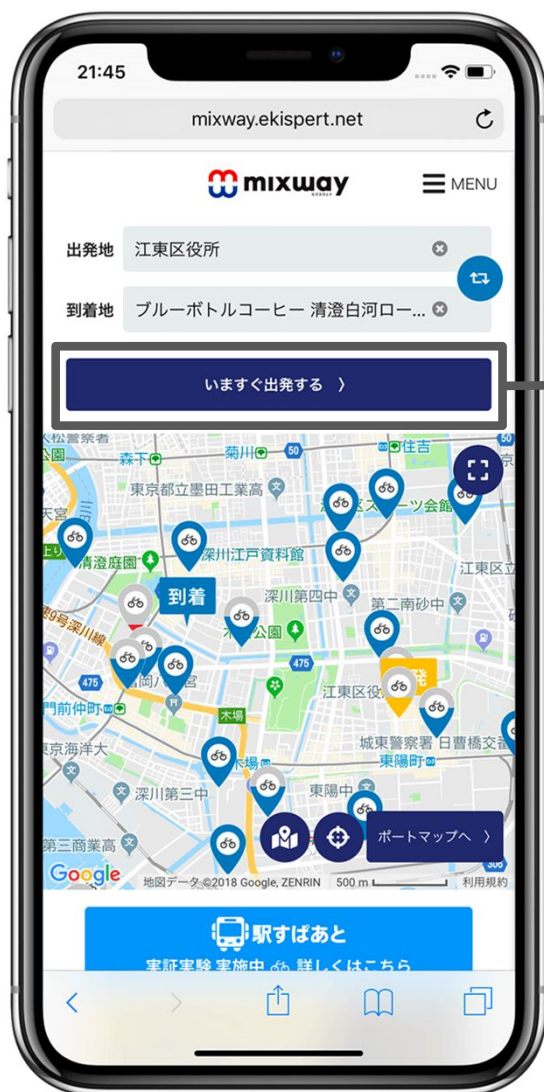 21:45
mixway.ekispert.net
mixway
MENU
出発地
江東区役所
到着地
ブルーボトルコーヒー 清澄白河ロー...
いますぐ出発する 〉
森下
菊川
50
住吉
50
東京都立墨田工業高
清澄庭園
深川江戸資料館
江東区立
到着
深川第四中
第二南砂中
475
475
江東区役
門前仲町
木場
城東警察署
日曹橋交番
東陽町
東京海洋大
深川第三中
東陽中
第三商業高
ポートマップへ 〉
Google
地図データ ©2018 Google, ZENRIN
500 m
利用規約
駅すぱあと
実証実験 実施中 詳しくはこちら